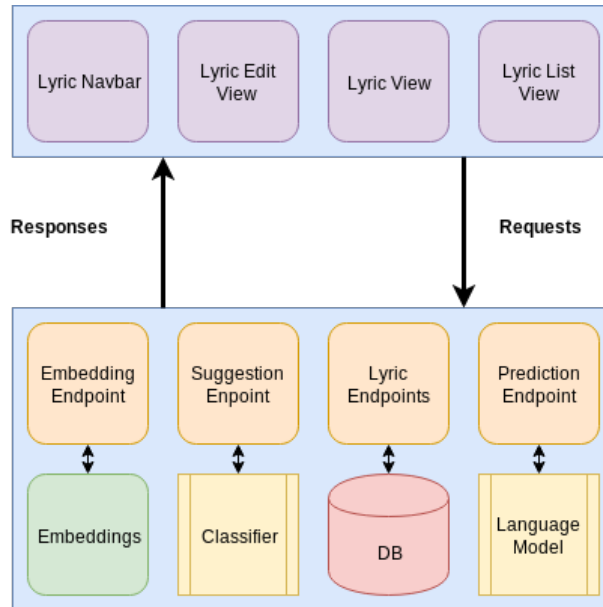 Lyric Navbar
Lyric Edit
View
Lyric View
Lyric List
View
Responses
Requests
Embedding
Endpoint
Suggestion
Enpoint
Lyric
Endpoints
Prediction
Endpoint
Embeddings
Classifier
DB
Language
Model